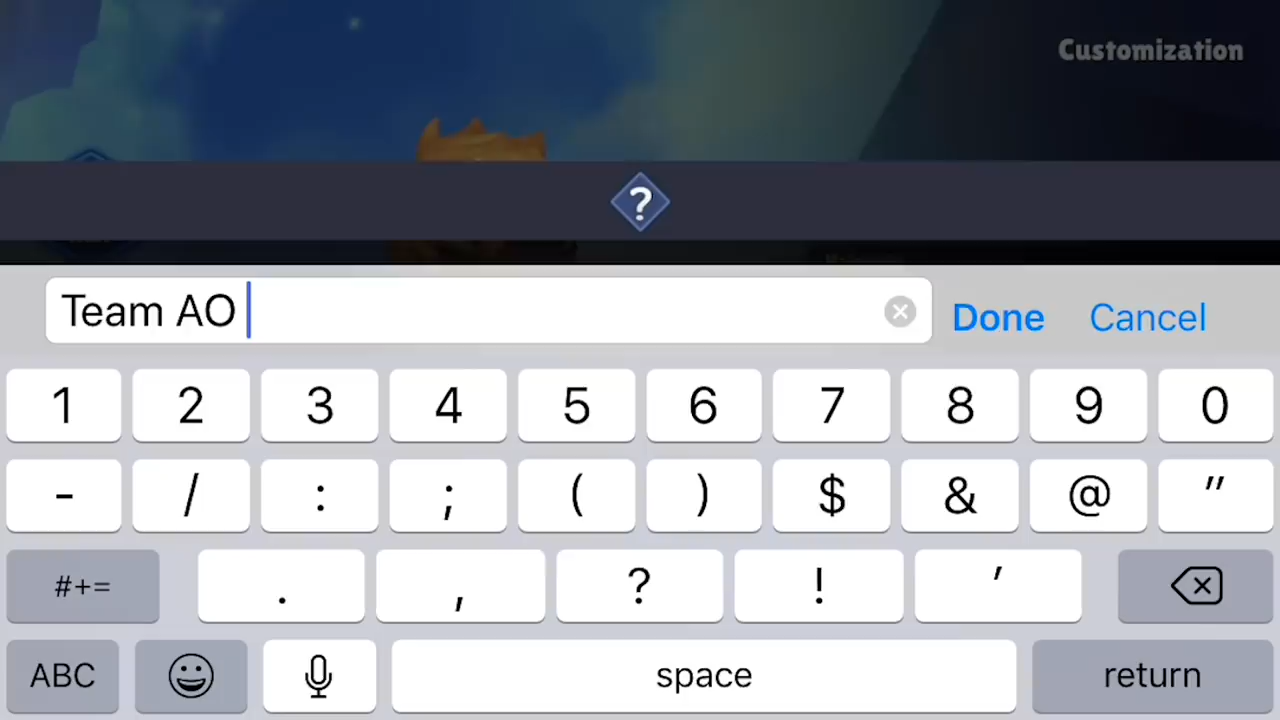 Customization
?
Team AO
Done Cancel
1 2 3 4 5 6 7 8 9 0
- / : ; ( ) $ & @ "
#+= . , ? ! '
ABC space return